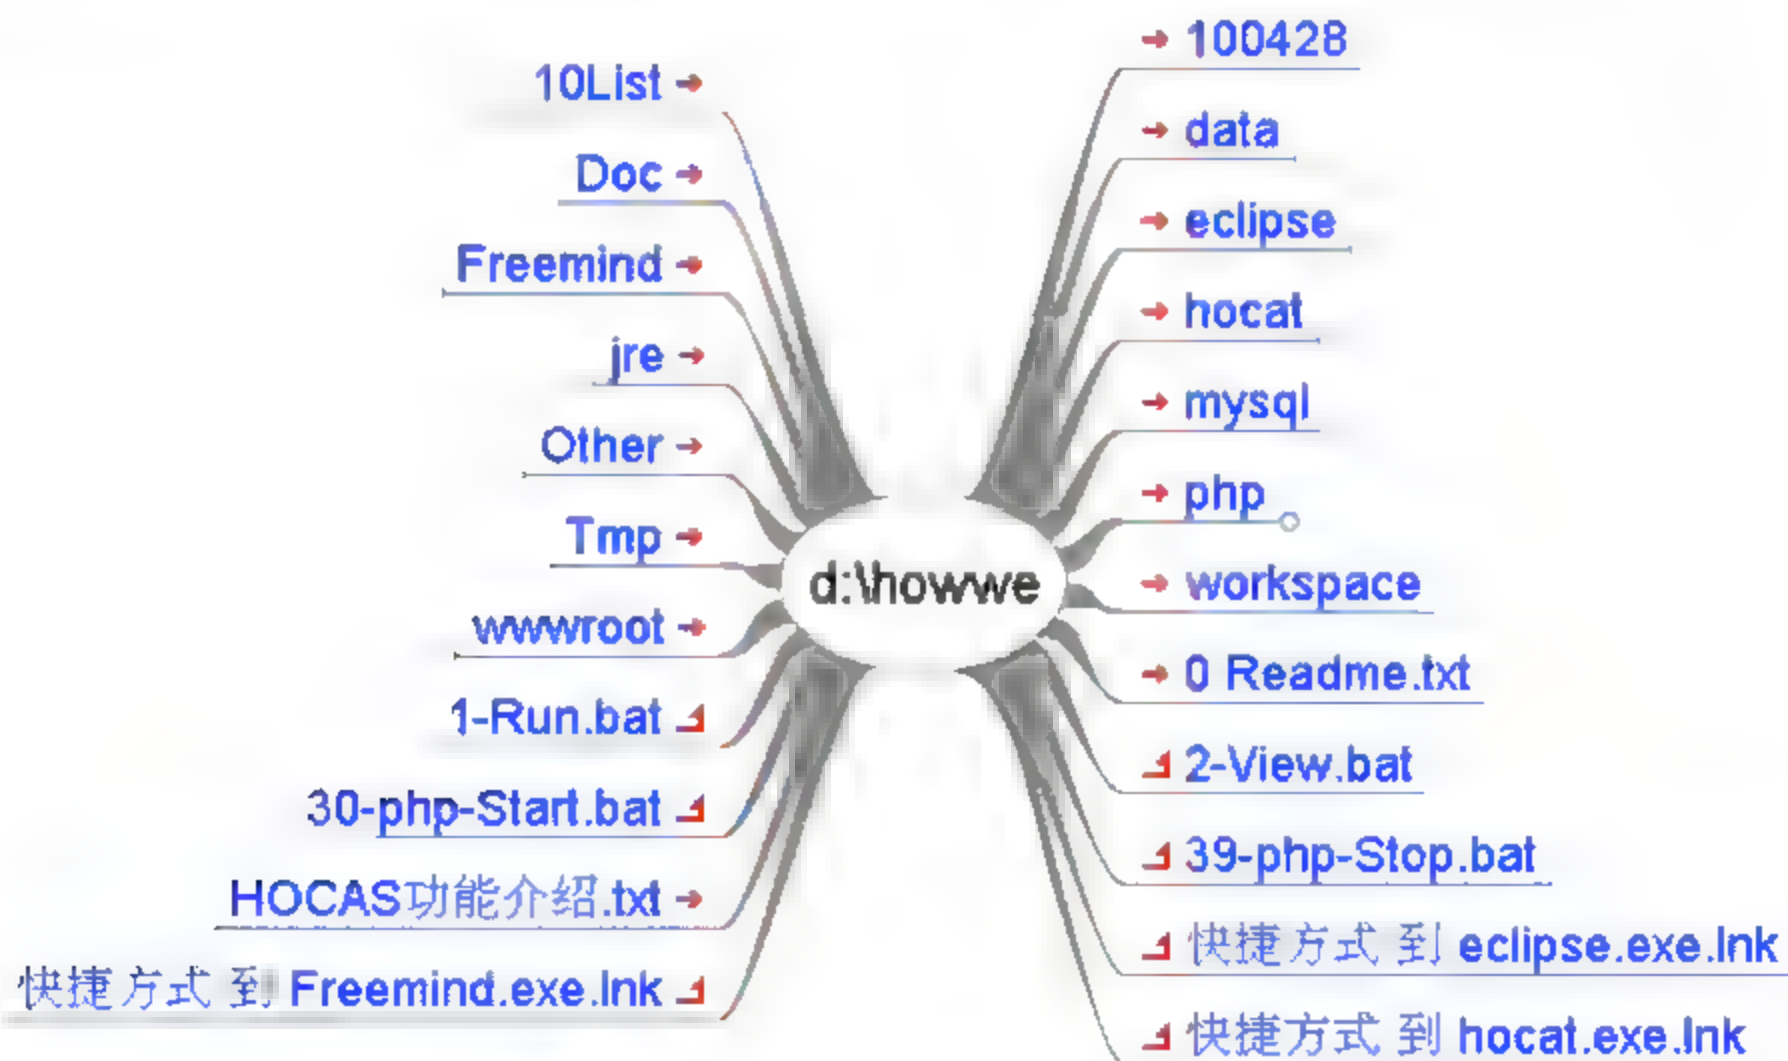 10List
Doc
Freemind
jre
Other
Tmp
wwwroot
1-Run.bat
30-php-Start.bat
HOCAS功能介绍.txt
快捷方式 到 Freemind.exe.lnk
d:\howwe
100428
data
eclipse
hocat
mysql
php
workspace
0 Readme.txt
2-View.bat
39-php-Stop.bat
快捷方式 到 eclipse.exe.lnk
快捷方式 到 hocat.exe.lnk